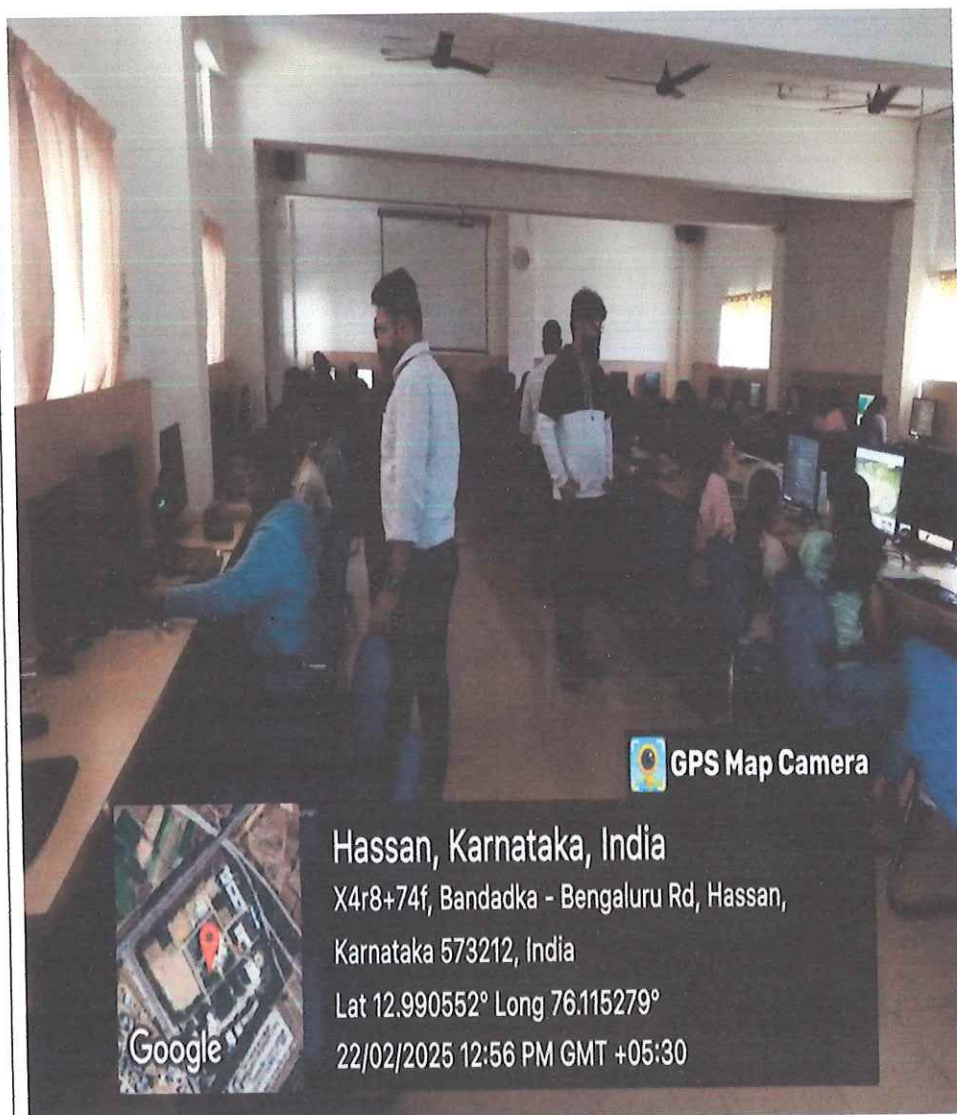 GPS Map Camera
Hassan, Karnataka, India
X4r8+74f, Bandadka - Bengaluru Rd, Hassan,
Karnataka 573212, India
Lat 12.990552° Long 76.115279°
22/02/2025 12:56 PM GMT +05:30
Google